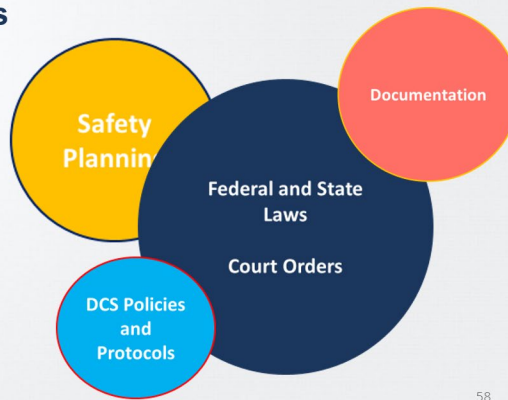 s
Documentation
Safety
Plannin
Federal and State
Laws
Court Orders
DCS Policies
and
Protocols
58